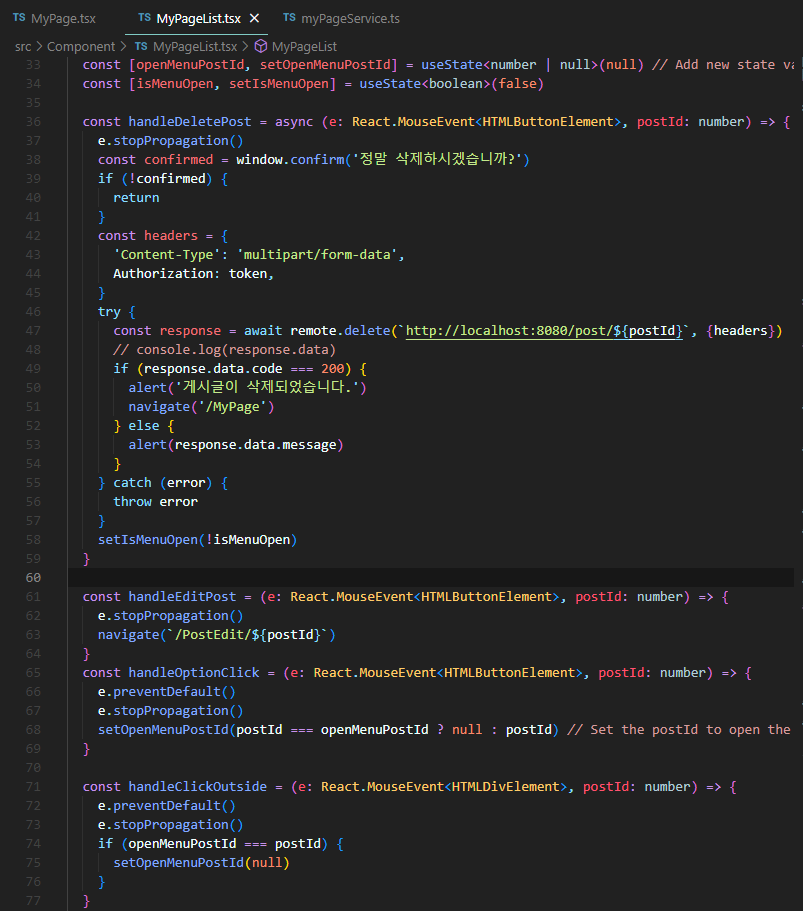 TS MyPage.tsx TS MyPageList.tsx × TS myPageService.ts
src > Component > TS MyPageList.tsx > MyPageList
33 const [openMenuPostId, setOpenMenuPostId] = useState<number | null>(null) // Add new state va
34 const [isMenuOpen, setIsMenuOpen] = useState<boolean>(false)
35
36 const handleDeletePost = async (e: React.MouseEvent<HTMLButtonElement>, postId: number) => {
37 e.stopPropagation()
38 const confirmed = window.confirm('정말 삭제하시겠습니까?')
39 if (!confirmed) {
40 return
41 }
42 const headers = {
43 'Content-Type': 'multipart/form-data',
44 Authorization: token,
45 }
46 try {
47 const response = await remote.delete(`http://localhost:8080/post/${postId}`, {headers})
48 // console.log(response.data)
49 if (response.data.code === 200) {
50 alert('게시글이 삭제되었습니다.')
51 navigate('/MyPage')
52 } else {
53 alert(response.data.message)
54 }
55 } catch (error) {
56 throw error
57 }
58 setIsMenuOpen(!isMenuOpen)
59 }
60
61 const handleEditPost = (e: React.MouseEvent<HTMLButtonElement>, postId: number) => {
62 e.stopPropagation()
63 navigate(`/PostEdit/${postId}`)
64 }
65 const handleOptionClick = (e: React.MouseEvent<HTMLButtonElement>, postId: number) => {
66 e.preventDefault()
67 e.stopPropagation()
68 setOpenMenuPostId(postId === openMenuPostId ? null : postId) // Set the postId to open the
69 }
70
71 const handleClickOutside = (e: React.MouseEvent<HTMLDivElement>, postId: number) => {
72 e.preventDefault()
73 e.stopPropagation()
74 if (openMenuPostId === postId) {
75 setOpenMenuPostId(null)
76 }
77 }